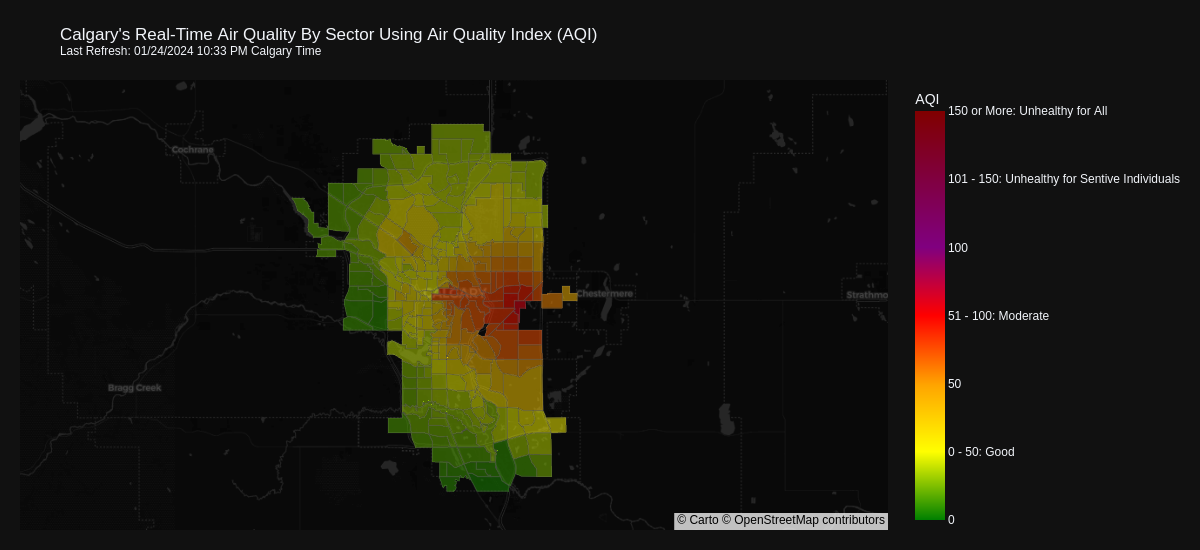 Calgary's Real-Time Air Quality By Sector Using Air Quality Index (AQI)
Last Refresh: 01/24/2024 10:33 PM Calgary Time
AQI
150 or More: Unhealthy for All
Cochrane
101 - 150: Unhealthy for Sentive Individuals
100
CALGARY
Chestermere
Strathmo
51 - 100: Moderate
50
Bragg Creek
0 - 50: Good
0
© Carto © OpenStreetMap contributors